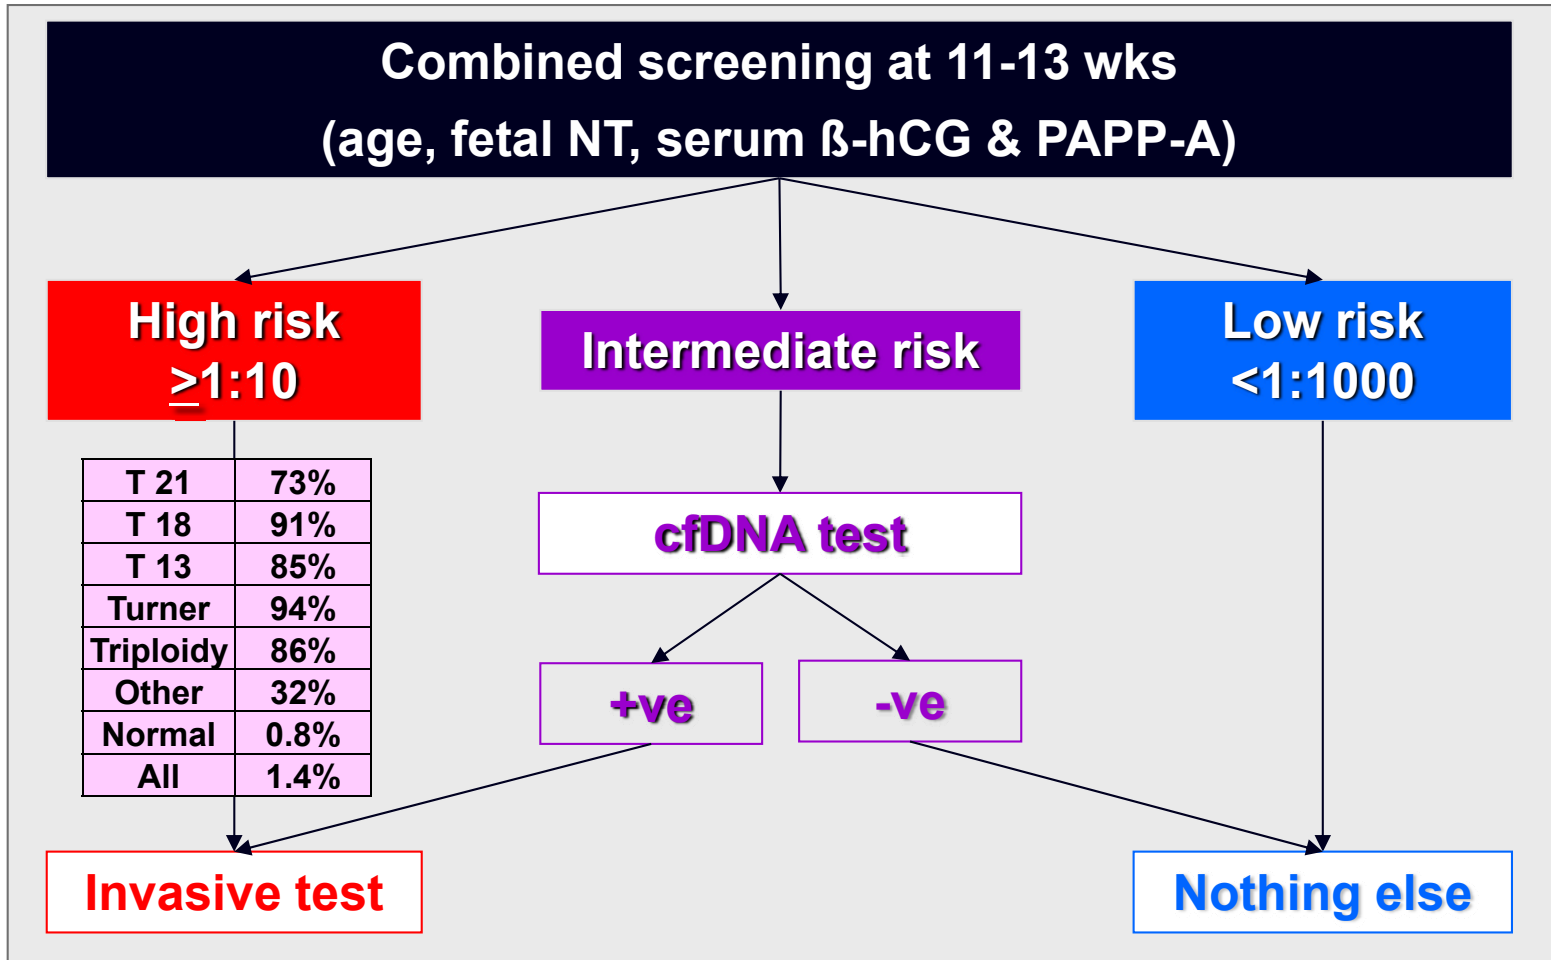 Combined screening at 11-13 wks
(age, fetal NT, serum ß-hCG & PAPP-A)
High risk
≥1:10
Intermediate risk
Low risk
<1:1000
T 21 73%
T 18 91%
T 13 85%
Turner 94%
Triploidy 86%
Other 32%
Normal 0.8%
All 1.4%
cfDNA test
+ve
-ve
Invasive test
Nothing else